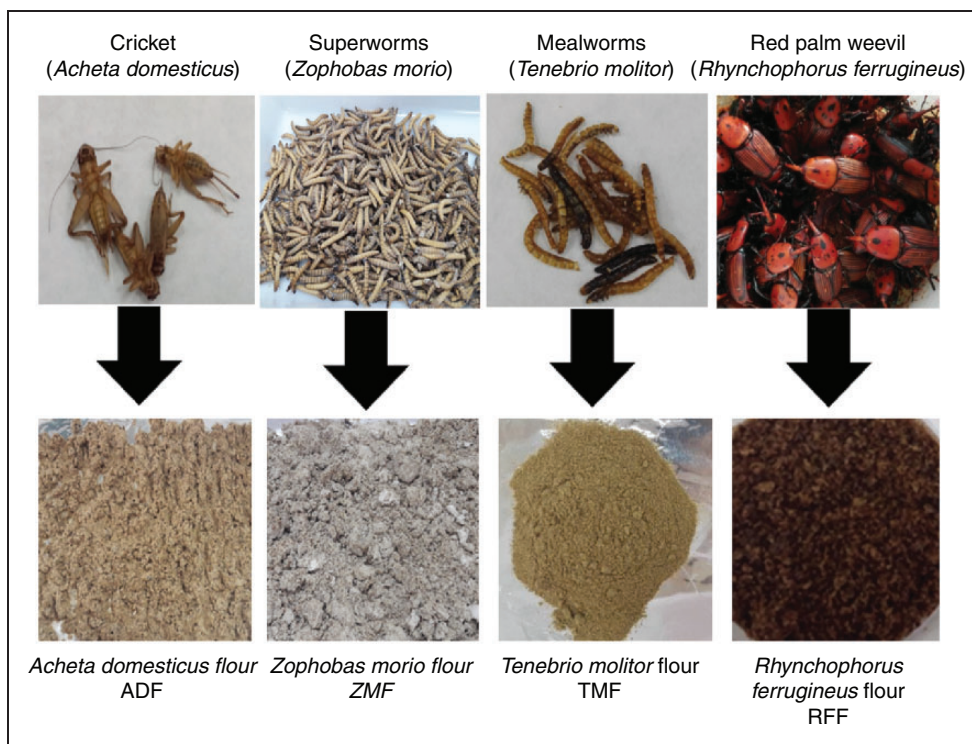 Cricket
(Acheta domesticus)
Superworms
(Zophobas morio)
Mealworms
(Tenebrio molitor)
Red palm weevil
(Rhynchophorus ferrugineus)
Acheta domesticus flour
ADF
Zophobas morio flour
ZMF
Tenebrio molitor flour
TMF
Rhynchophorus
ferrugineus flour
RFF